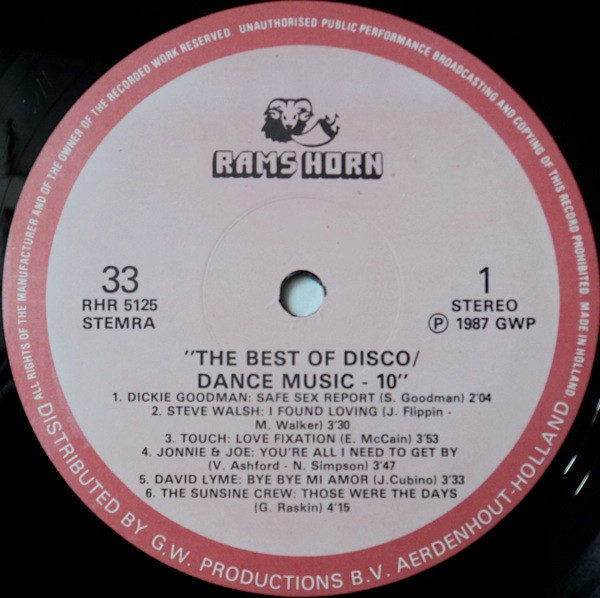 ALL RIGHTS OF THE MANUFACTURER AND OF THE OWNER OF THE RECORDED WORK RESERVED. UNAUTHORISED PUBLIC PERFORMANCE BROADCASTING AND COPYING OF THIS RECORD PROHIBITED. MADE IN HOLLAND.
RAMS HORN
33
RHR 5125
STEMRA
1
STEREO
Ⓟ 1987 GWP
"THE BEST OF DISCO/
DANCE MUSIC - 10"
1. DICKIE GOODMAN: SAFE SEX REPORT (S. Goodman) 2'04
2. STEVE WALSH: I FOUND LOVING (J. Flippin -
M. Walker) 3'30
3. TOUCH: LOVE FIXATION (E. McCain) 3'53
4. JONNIE & JOE: YOU'RE ALL I NEED TO GET BY
(V. Ashford - N. Simpson) 3'47
5. DAVID LYME: BYE BYE MI AMOR (J.Cubino) 3'33
6. THE SUNSINE CREW: THOSE WERE THE DAYS
(G. Raskin) 4'15
DISTRIBUTED BY G.W. PRODUCTIONS B.V. AERDENHOUT-HOLLAND